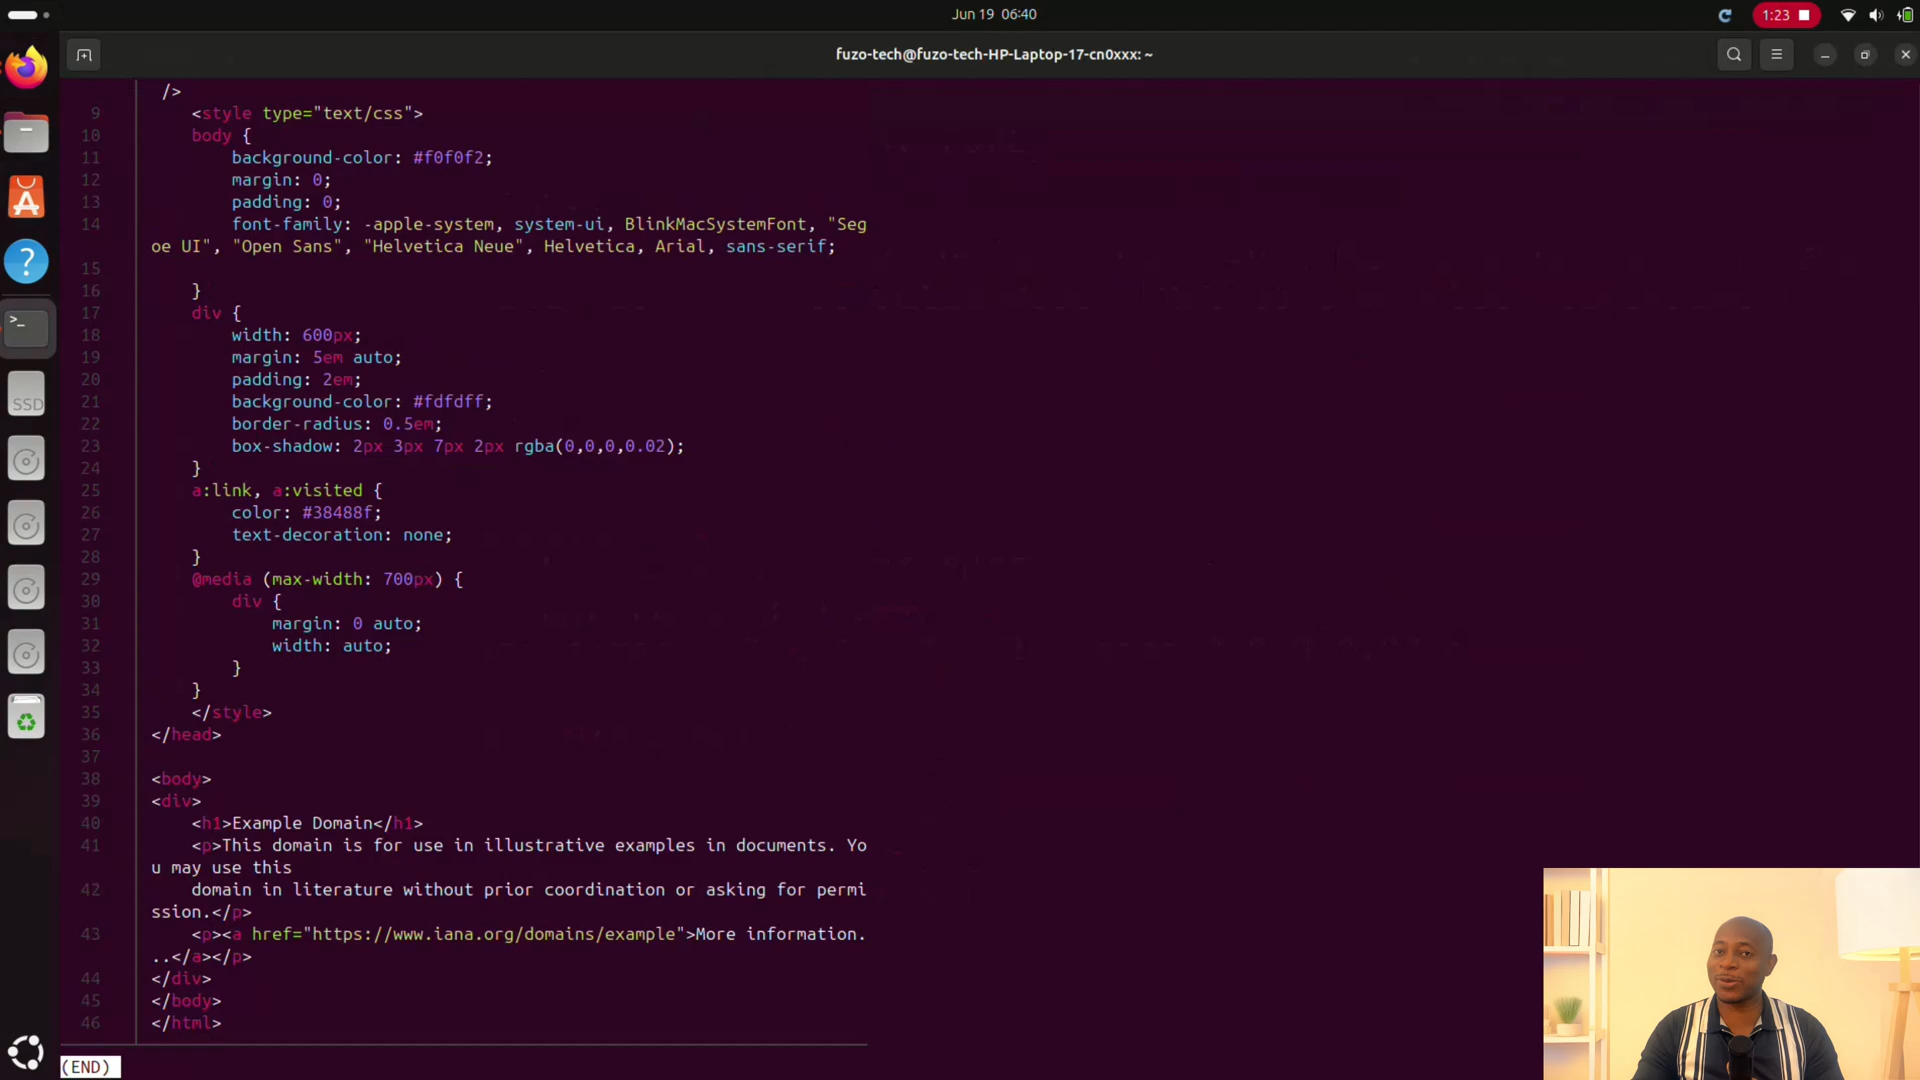 Jun 19 06:40
1:23
fuzo-tech@fuzo-tech-HP-Laptop-17-cn0xxx: ~
/>
9 <style type="text/css">
10 body {
11 background-color: #f0f0f2;
12 margin: 0;
13 padding: 0;
14 font-family: -apple-system, system-ui, BlinkMacSystemFont, "Seg
oe UI", "Open Sans", "Helvetica Neue", Helvetica, Arial, sans-serif;
15
16 }
17 div {
18 width: 600px;
19 margin: 5em auto;
20 padding: 2em;
21 background-color: #fdfdff;
22 border-radius: 0.5em;
23 box-shadow: 2px 3px 7px 2px rgba(0,0,0,0.02);
24 }
25 a:link, a:visited {
26 color: #38488f;
27 text-decoration: none;
28 }
29 @media (max-width: 700px) {
30 div {
31 margin: 0 auto;
32 width: auto;
33 }
34 }
35 </style>
36 </head>
37
38 <body>
39 <div>
40 <h1>Example Domain</h1>
41 <p>This domain is for use in illustrative examples in documents. Yo
u may use this
42 domain in literature without prior coordination or asking for permi
ssion.</p>
43 <p><a href="https://www.iana.org/domains/example">More information.
..</a></p>
44 </div>
45 </body>
46 </html>
(END)
SSD